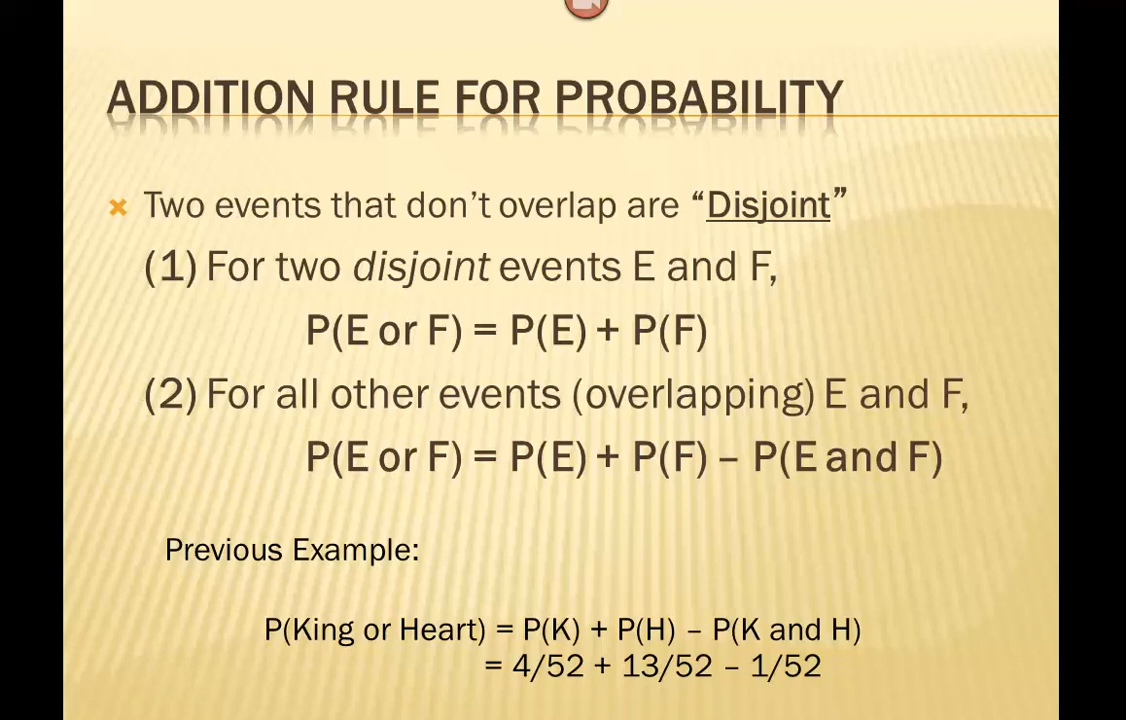 ADDITION RULE FOR PROBABILITY
Two events that don’t overlap are “Disjoint”
(1) For two disjoint events E and F,
P(E or F) = P(E) + P(F)
(2) For all other events (overlapping) E and F,
P(E or F) = P(E) + P(F) – P(E and F)
Previous Example:
P(King or Heart) = P(K) + P(H) – P(K and H)
= 4/52 + 13/52 – 1/52